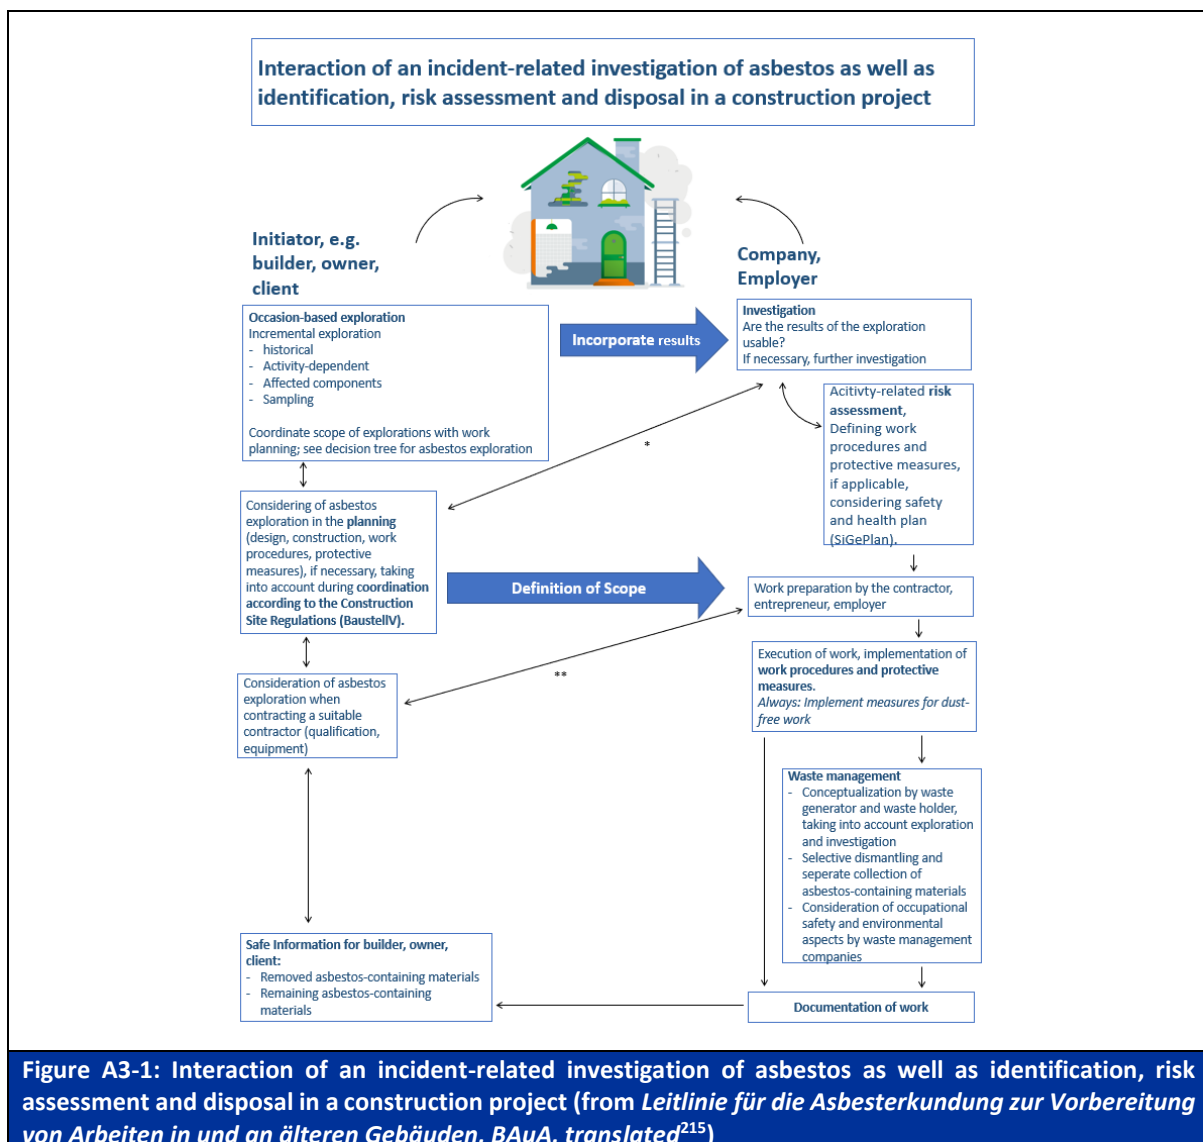 Interaction of an incident-related investigation of asbestos as well as
identification, risk assessment and disposal in a construction project
Initiator, e.g.
builder, owner,
client
Company,
Employer
Occasion-based exploration
Incremental exploration
- historical
- Activity-dependent
- Affected components
- Sampling
Coordinate scope of explorations with work
planning; see decision tree for asbestos exploration
Incorporate results
Investigation
Are the results of the exploration
usable?
If necessary, further investigation
Acitivty-related risk
assessment,
Defining work
procedures and
protective measures,
if applicable,
considering safety
and health plan
(SiGePlan).
*
Considering of asbestos
exploration in the planning
(design, construction, work
procedures, protective
measures), if necessary, taking
into account during coordination
according to the Construction
Site Regulations (BaustellV).
Definition of Scope
Work preparation by the contractor,
entrepreneur, employer
**
Consideration of asbestos
exploration when
contracting a suitable
contractor (qualification,
equipment)
Execution of work, implementation of
work procedures and protective
measures.
Always: Implement measures for dust-
free work
Waste management
- Conceptualization by waste
generator and waste holder,
taking into account exploration
and investigation
- Selective dismantling and
seperate collection of
asbestos-containing materials
- Consideration of occupational
safety and environmental
aspects by waste management
companies
Safe Information for builder, owner,
client:
- Removed asbestos-containing materials
- Remaining asbestos-containing
materials
Documentation of work
Figure A3-1: Interaction of an incident-related investigation of asbestos as well as identification, risk
assessment and disposal in a construction project (from Leitlinie für die Asbesterkundung zur Vorbereitung
von Arbeiten in und an älteren Gebäuden, BAuA, translated215)